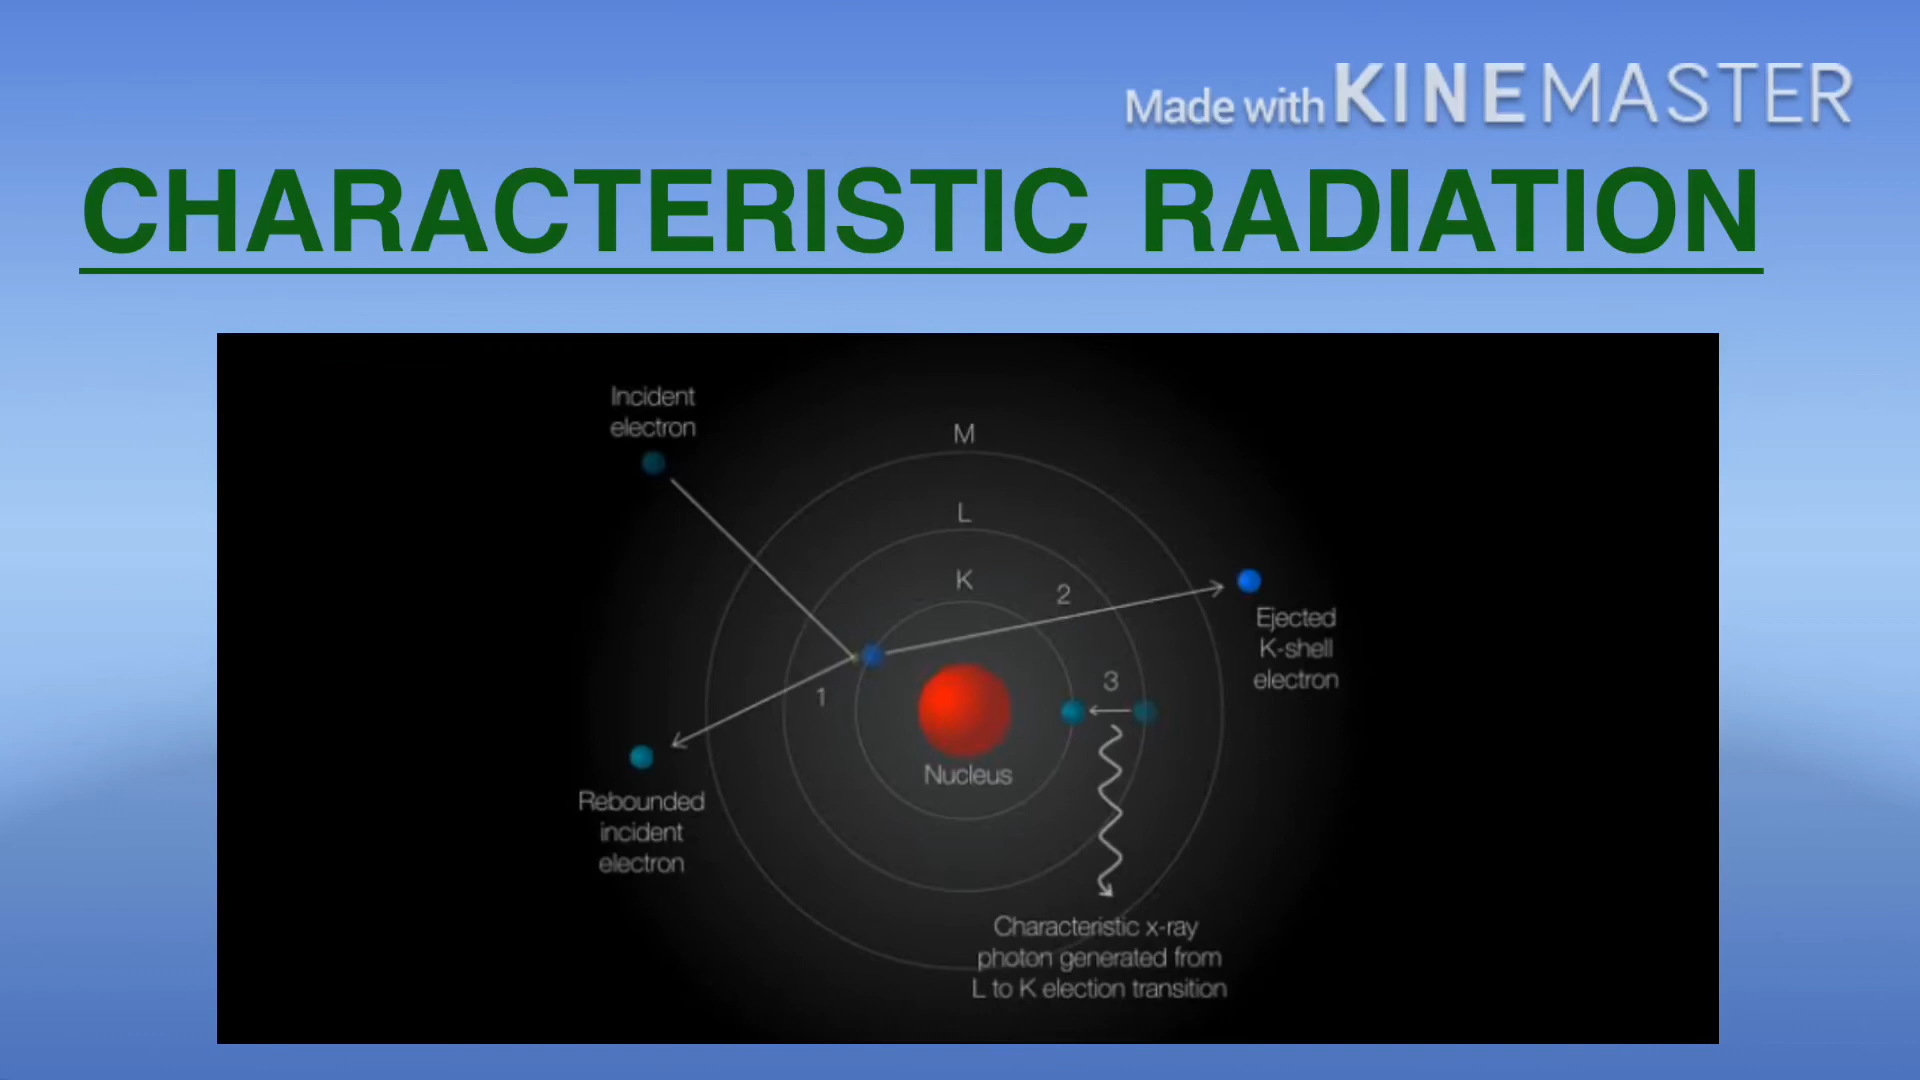 Made with KINEMASTER
CHARACTERISTIC RADIATION
Incident
electron
M
L
K
2
Ejected
K-shell
electron
1
3
Nucleus
Rebounded
incident
electron
Characteristic x-ray
photon generated from
L to K election transition